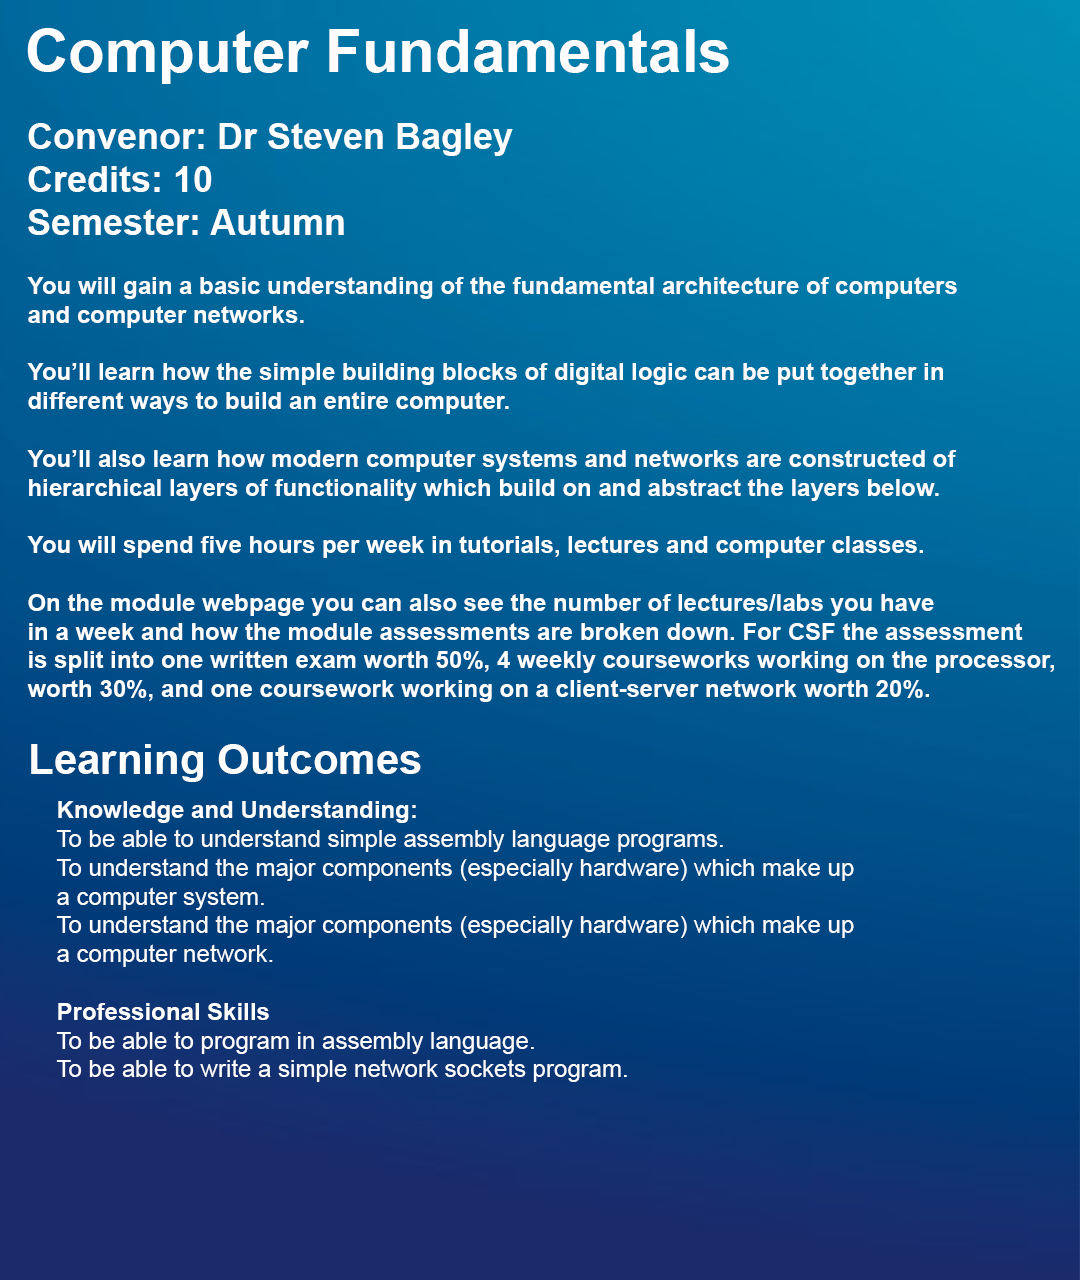 Computer Fundamentals
Convenor: Dr Steven Bagley
Credits: 10
Semester: Autumn
You will gain a basic understanding of the fundamental architecture of computers
and computer networks.
You’ll learn how the simple building blocks of digital logic can be put together in
different ways to build an entire computer.
You’ll also learn how modern computer systems and networks are constructed of
hierarchical layers of functionality which build on and abstract the layers below.
You will spend five hours per week in tutorials, lectures and computer classes.
On the module webpage you can also see the number of lectures/labs you have
in a week and how the module assessments are broken down. For CSF the assessment
is split into one written exam worth 50%, 4 weekly courseworks working on the processor,
worth 30%, and one coursework working on a client-server network worth 20%.
Learning Outcomes
Knowledge and Understanding:
To be able to understand simple assembly language programs.
To understand the major components (especially hardware) which make up
a computer system.
To understand the major components (especially hardware) which make up
a computer network.
Professional Skills
To be able to program in assembly language.
To be able to write a simple network sockets program.